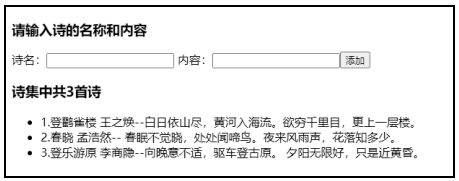 请输入诗的名称和内容
诗名： 内容： 添加
诗集中共3首诗
1.登鹳雀楼 王之焕--白日依山尽，黄河入海流。欲穷千里目，更上一层楼。
2.春晓 孟浩然-- 春眠不觉晓，处处闻啼鸟。夜来风雨声，花落知多少。
3.登乐游原 李商隐--向晚意不适，驱车登古原。 夕阳无限好，只是近黄昏。